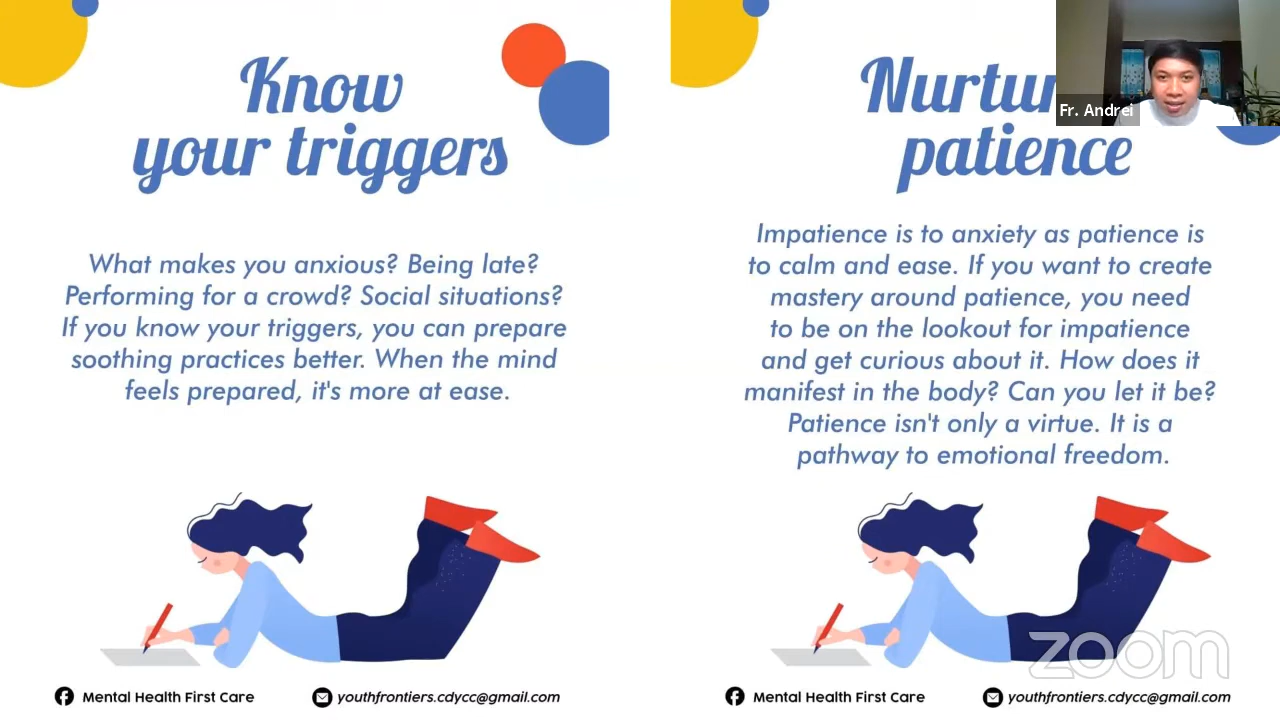 Know
your triggers
What makes you anxious? Being late?
Performing for a crowd? Social situations?
If you know your triggers, you can prepare
soothing practices better. When the mind
feels prepared, it's more at ease.
Mental Health First Care
youthfrontiers.cdycc@gmail.com
patience
Impatience is to anxiety as patience is
to calm and ease. If you want to create
mastery around patience, you need
to be on the lookout for impatience
and get curious about it. How does it
manifest in the body? Can you let it be?
Patience isn't only a virtue. It is a
pathway to emotional freedom.
Mental Health First Care
youthfrontiers.cdycc@gmail.com
Fr. Andrei
zoom